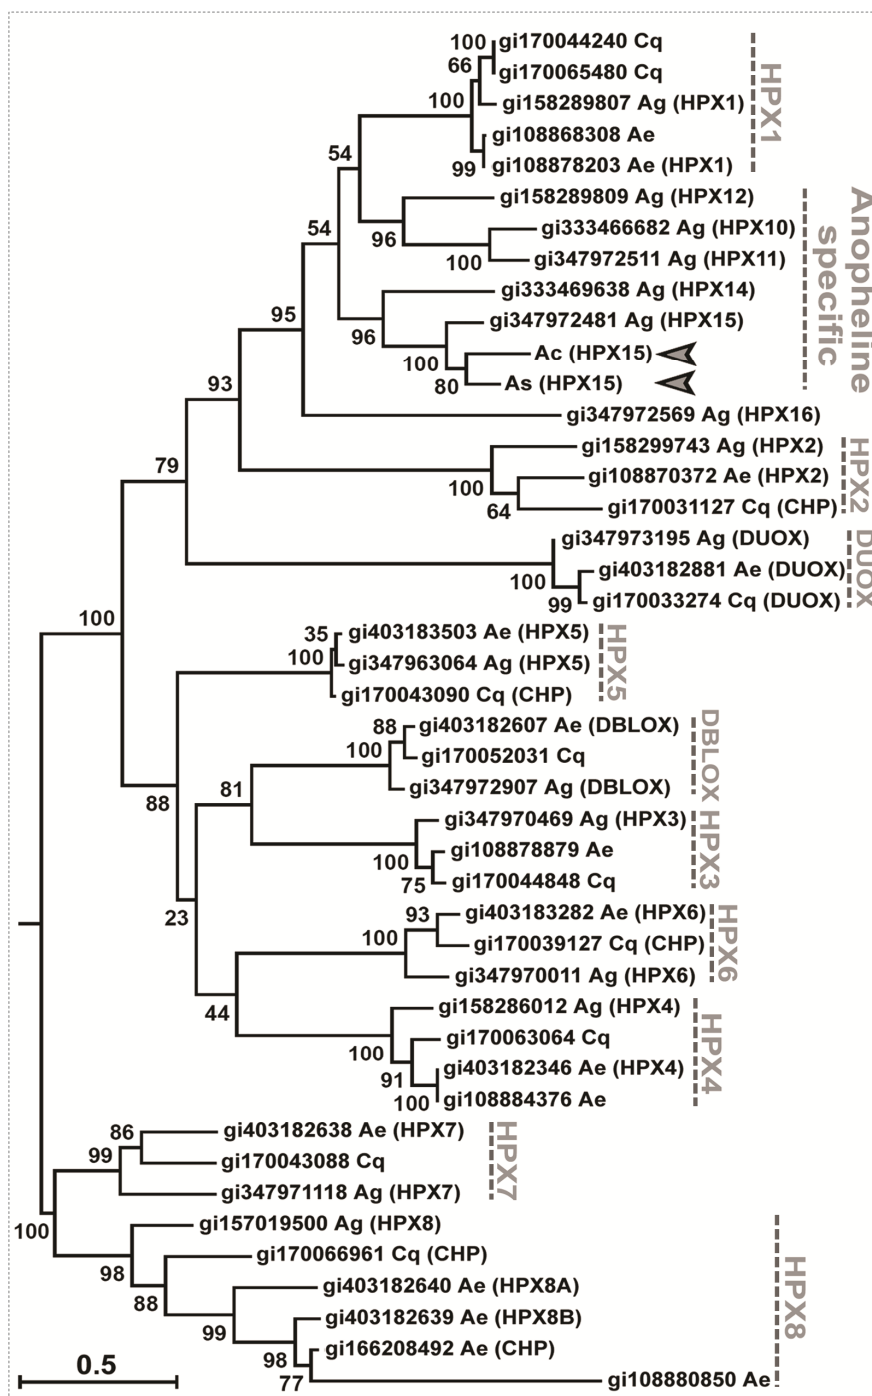 100 gi170044240 Cq
66 gi170065480 Cq
100 gi158289807 Ag (HPX1)
gi108868308 Ae
99 gi108878203 Ae (HPX1)
HPX1
54
gi158289809 Ag (HPX12)
54
96 gi333466682 Ag (HPX10)
100 gi347972511 Ag (HPX11)
gi333469638 Ag (HPX14)
95
96 gi347972481 Ag (HPX15)
100 Ac (HPX15)
80 As (HPX15)
Anopheline
specific
93
gi347972569 Ag (HPX16)
gi158299743 Ag (HPX2)
79
100 gi108870372 Ae (HPX2)
64 gi170031127 Cq (CHP)
HPX2
gi347973195 Ag (DUOX)
100 gi403182881 Ae (DUOX)
99 gi170033274 Cq (DUOX)
DUOX
100
35 gi403183503 Ae (HPX5)
100 gi347963064 Ag (HPX5)
gi170043090 Cq (CHP)
HPX5
88 gi403182607 Ae (DBLOX)
100 gi170052031 Cq
gi347972907 Ag (DBLOX)
DBLOX
81
88
gi347970469 Ag (HPX3)
100 gi108878879 Ae
75 gi170044848 Cq
HPX3
23
93 gi403183282 Ae (HPX6)
100 gi170039127 Cq (CHP)
gi347970011 Ag (HPX6)
HPX6
44
gi158286012 Ag (HPX4)
100 gi170063064 Cq
91 gi403182346 Ae (HPX4)
100 gi108884376 Ae
HPX4
86 gi403182638 Ae (HPX7)
99 gi170043088 Cq
gi347971118 Ag (HPX7)
HPX7
100
gi157019500 Ag (HPX8)
98 gi170066961 Cq (CHP)
88 gi403182640 Ae (HPX8A)
99 gi403182639 Ae (HPX8B)
98 gi166208492 Ae (CHP)
77 gi108880850 Ae
HPX8
0.5